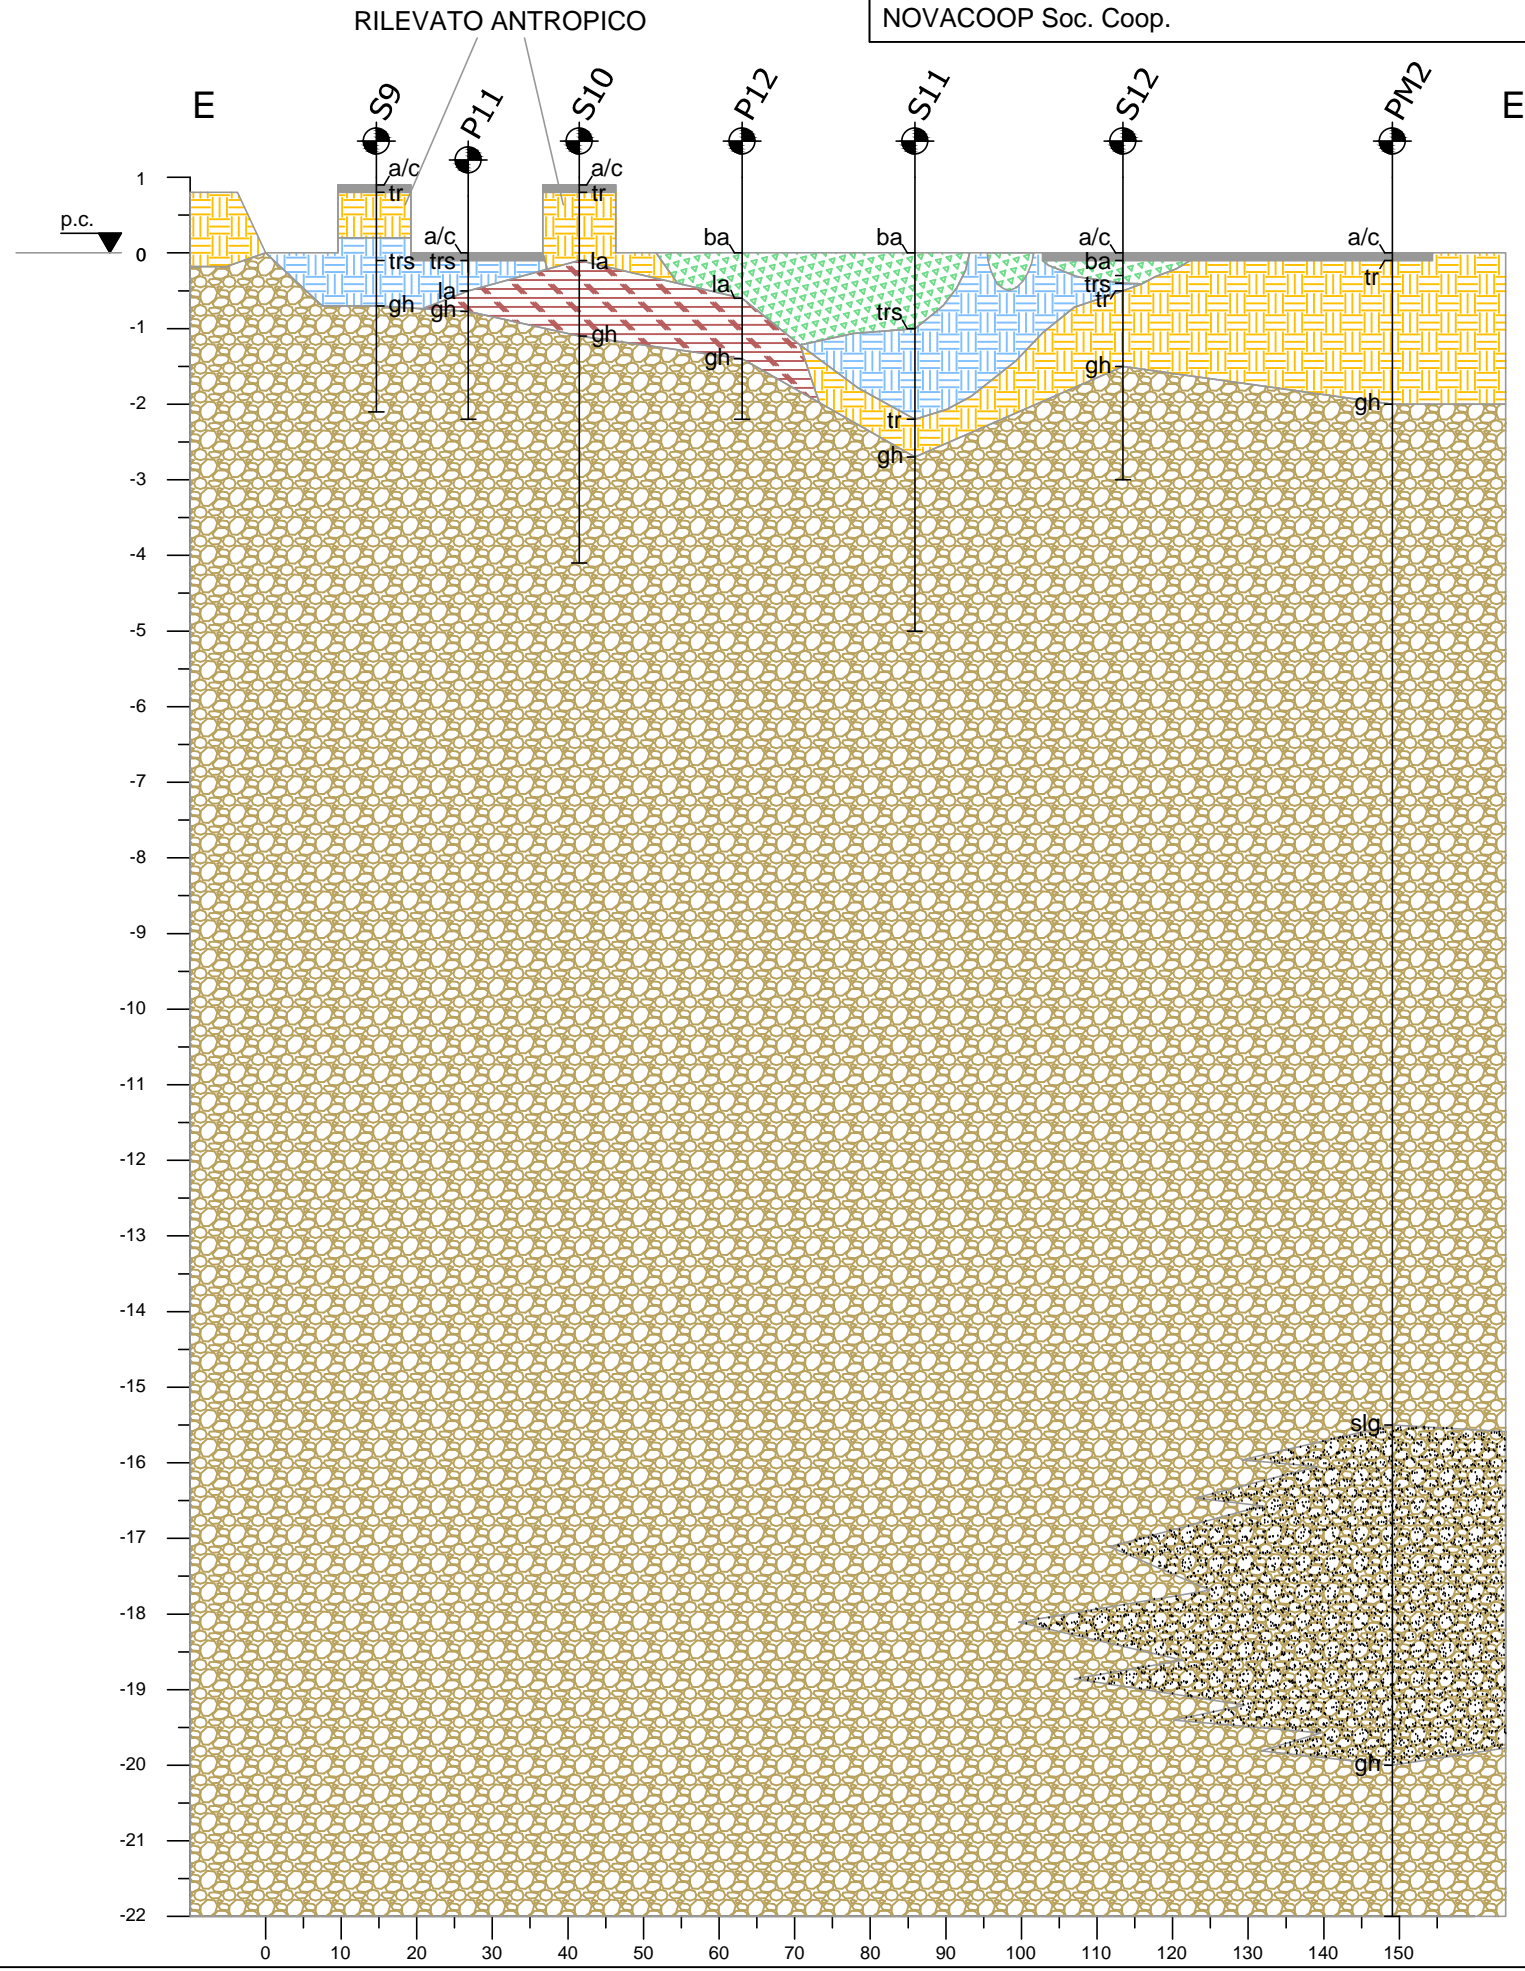 RILEVATO ANTROPICO
NOVACOOP Soc. Coop.
E
S9
P11
S10
P12
S11
S12
PM2
E
p.c.
1
0
-1
-2
-3
-4
-5
-6
-7
-8
-9
-10
-11
-12
-13
-14
-15
-16
-17
-18
-19
-20
-21
-22
a/c
tr
trs
gh
a/c
trs
la
gh
a/c
tr
la
gh
ba
la
gh
ba
trs
tr
gh
a/c
ba
trs
tr
gh
a/c
tr
gh
slg
gh
0 10 20 30 40 50 60 70 80 90 100 110 120 130 140 150